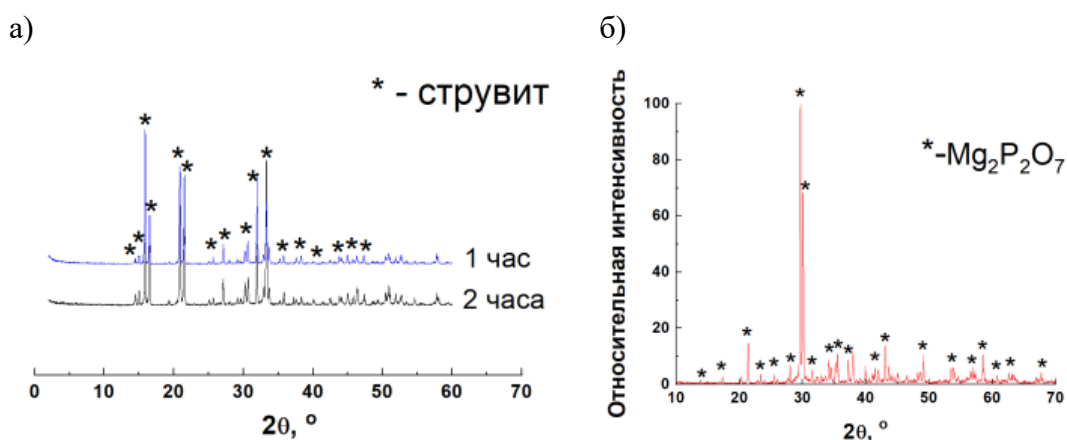 а)
б)
* - струвит
1 час
2 часа
0 10 20 30 40 50 60 70
2θ, °
Относительная интенсивность
100
80
60
40
20
0
*-Mg₂P₂O₇
10 20 30 40 50 60 70
2θ, °